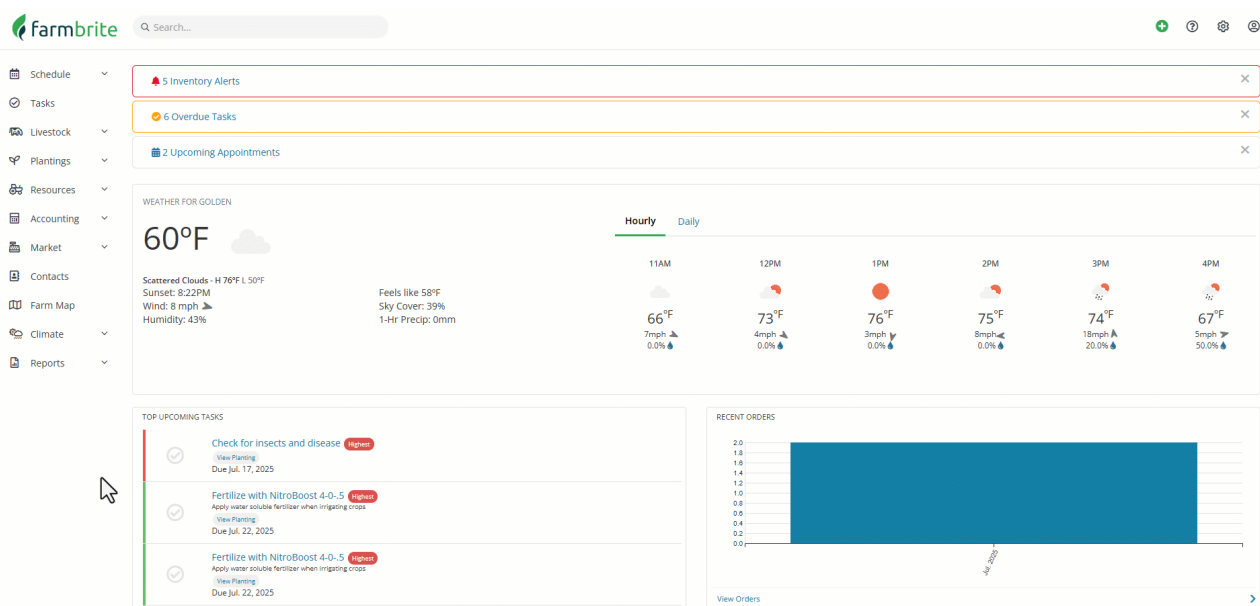 farmbrite
Search...
Schedule
Tasks
Livestock
Plantings
Resources
Accounting
Market
Contacts
Farm Map
Climate
Reports
5 Inventory Alerts
6 Overdue Tasks
2 Upcoming Appointments
WEATHER FOR GOLDEN
60°F
Scattered Clouds - H 76°F L 50°F
Sunset: 8:22PM
Wind: 8 mph
Humidity: 43%
Feels like 58°F
Sky Cover: 39%
1-Hr Precip: 0mm
Hourly Daily
11AM 12PM 1PM 2PM 3PM 4PM
66°F 73°F 76°F 75°F 74°F 67°F
7mph 4mph 3mph 8mph 18mph 5mph
0.0% 0.0% 0.0% 0.0% 20.0% 50.0%
TOP UPCOMING TASKS
Check for insects and disease Highest
View Planting
Due Jul. 17, 2025
Fertilize with NitroBoost 4-0-.5 Highest
Apply water soluble fertilizer when irrigating crops
View Planting
Due Jul. 22, 2025
Fertilize with NitroBoost 4-0-.5 Highest
Apply water soluble fertilizer when irrigating crops
View Planting
Due Jul. 22, 2025
RECENT ORDERS
2.0
1.8
1.6
1.4
1.2
1.0
0.8
0.6
0.4
0.2
0.0
Jul. 2025
View Orders